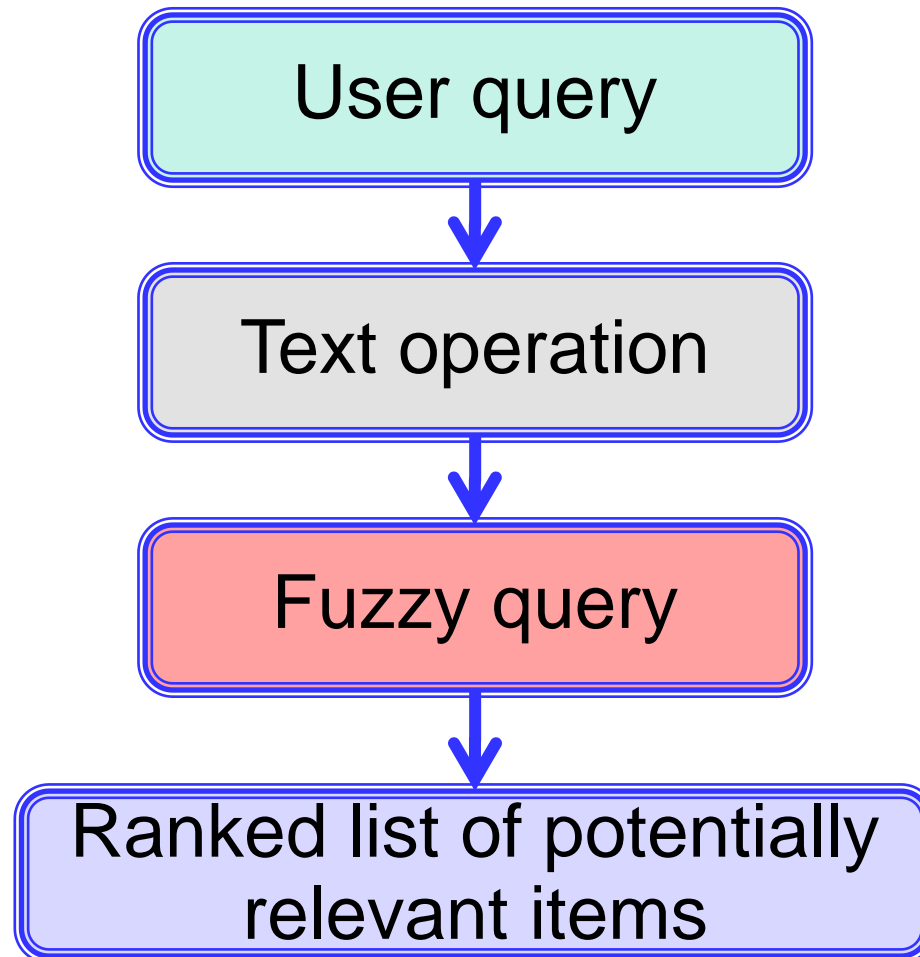 User query
Text operation
Fuzzy query
Ranked list of potentially
relevant items